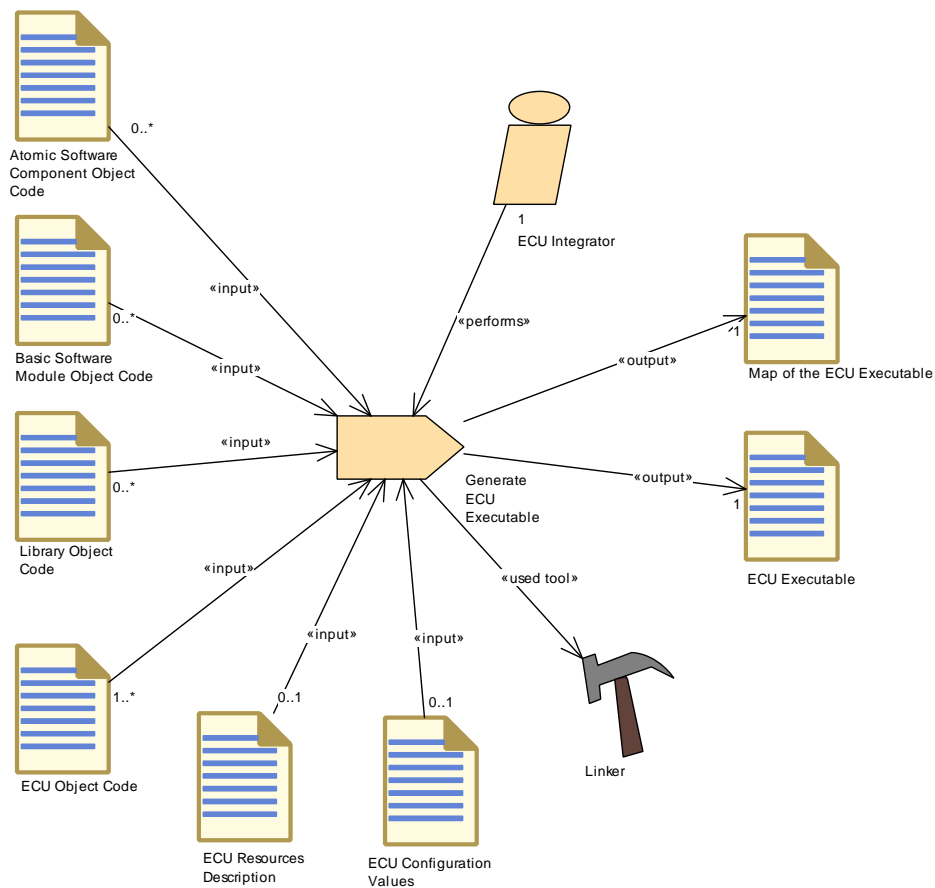 0..*
Atomic Software
Component Object
Code
1
ECU Integrator
«input»
0..*
«performs»
Basic Software
Module Object Code
«input»
«output»
1
Map of the ECU Executable
«input»
0..*
Generate
ECU
Executable
«output»
1
Library Object
Code
«input»
«used tool»
ECU Executable
«input»
«input»
1..*
0..1
0..1
ECU Object Code
Linker
ECU Resources
Description
ECU Configuration
Values